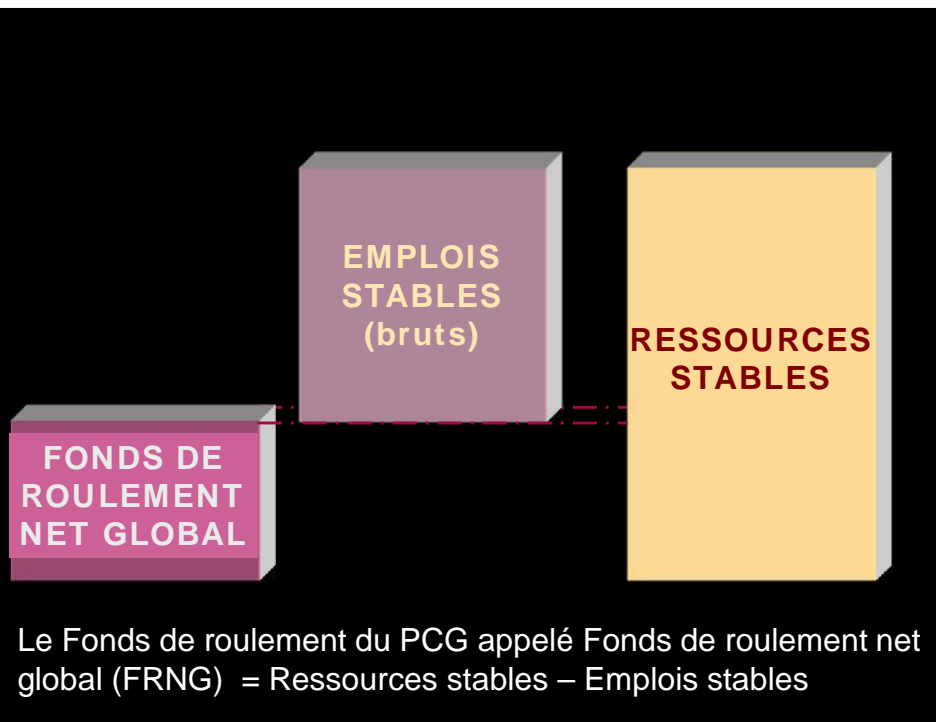 EMPLOIS
STABLES
(bruts)
RESSOURCES
STABLES
FONDS DE
ROULEMENT
NET GLOBAL
Le Fonds de roulement du PCG appelé Fonds de roulement net
global (FRNG) = Ressources stables – Emplois stables